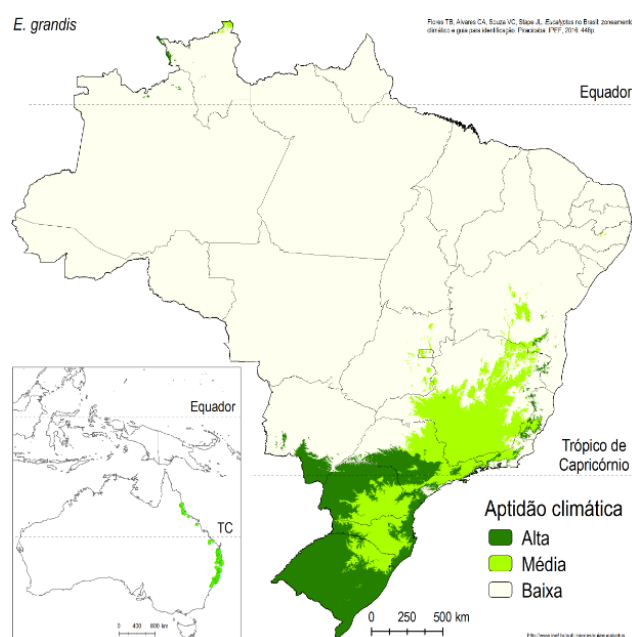 E. grandis
Flores TB, Alvares CA, Souza VC, Stape JL. Eucalyptus no Brasil: zoneamento
climático e guia para identificação. Piracicaba: IPEF, 2016. 448p.
Equador
Equador
Trópico de
Capricórnio
TC
Aptidão climática
Alta
Média
Baixa
0 400 800 km
0 250 500 km